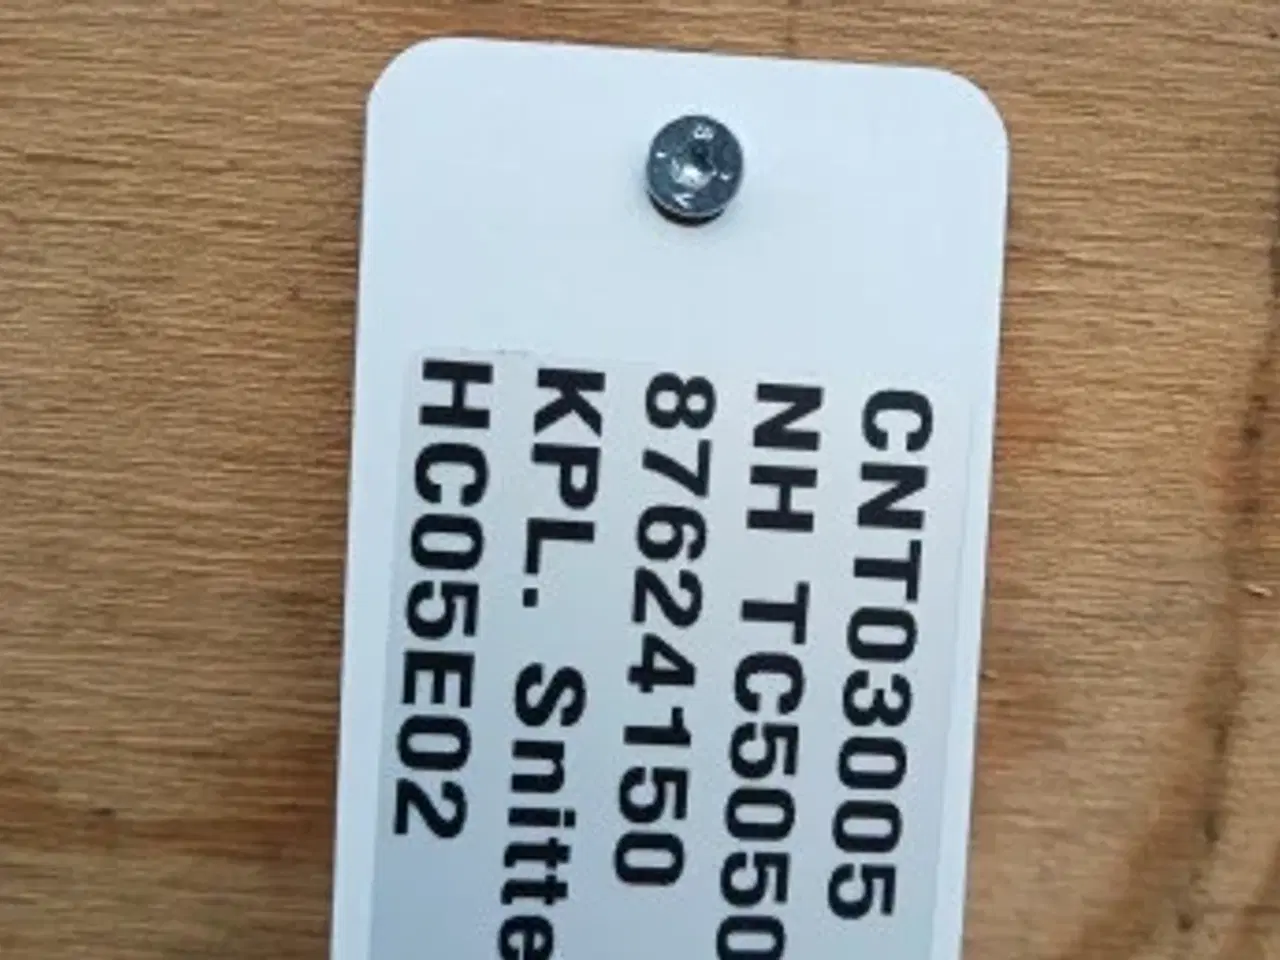 CNT03005
NH TC5050
87624150
KPL. Snitte
HC05E02